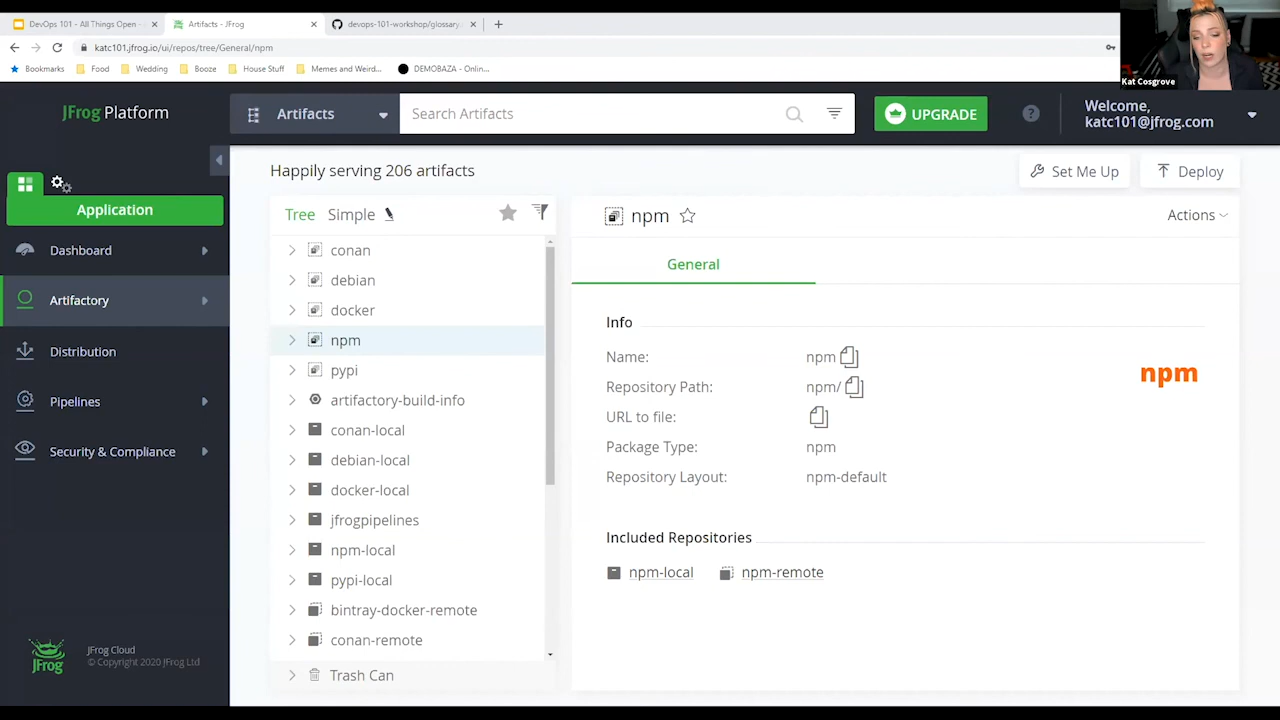 DevOps 101 - All Things Open -
Artifacts - JFrog
devops-101-workshop/glossary.
katc101.jfrog.io/ui/repos/tree/General/npm
Bookmarks
Food
Wedding
Booze
House Stuff
Memes and Weird...
DEMOBAZA - Onlin...
Kat Cosgrove
JFrog Platform
Artifacts
Search Artifacts
UPGRADE
?
Welcome,
katc101@jfrog.com
Happily serving 206 artifacts
Set Me Up
Deploy
Application
Dashboard
Artifactory
Distribution
Pipelines
Security & Compliance
Tree
Simple
conan
debian
docker
npm
pypi
artifactory-build-info
conan-local
debian-local
docker-local
jfrogpipelines
npm-local
pypi-local
bintray-docker-remote
conan-remote
Trash Can
npm
Actions
General
Info
Name: npm
Repository Path: npm/
URL to file:
Package Type: npm
Repository Layout: npm-default
npm
Included Repositories
npm-local
npm-remote
JFrog
JFrog Cloud
© Copyright 2020 JFrog Ltd